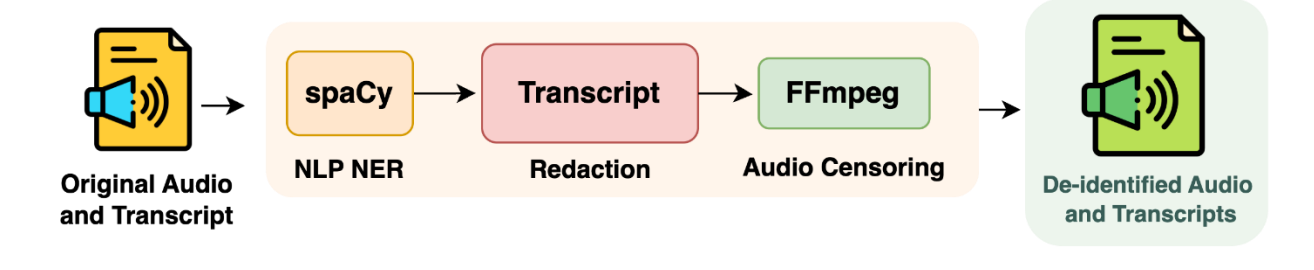 Original Audio
and Transcript
spaCy
NLP NER
Transcript
Redaction
FFmpeg
Audio Censoring
De-identified Audio
and Transcripts